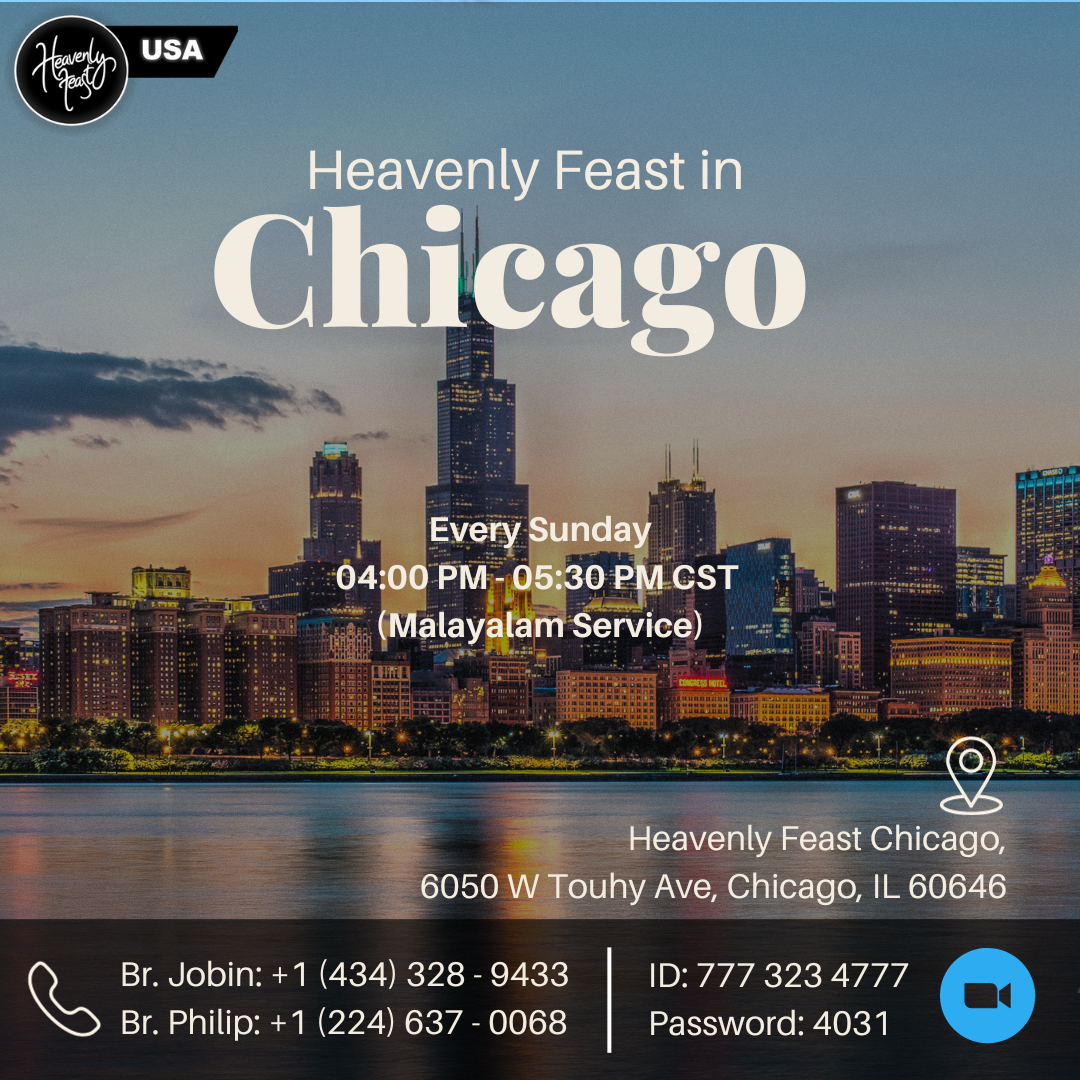 Heavenly
Feast
USA
Heavenly Feast in
Chicago
Every Sunday
04:00 PM - 05:30 PM CST
(Malayalam Service)
CONGRESS HOTEL
Heavenly Feast Chicago,
6050 W Touhy Ave, Chicago, IL 60646
Br. Jobin: +1 (434) 328 - 9433
Br. Philip: +1 (224) 637 - 0068
ID: 777 323 4777
Password: 4031